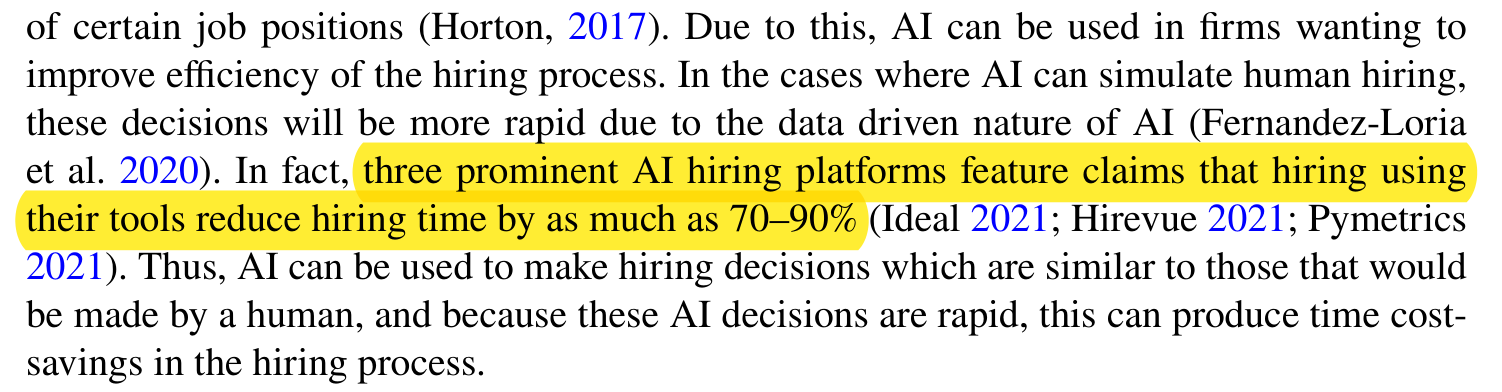 of certain job positions (Horton, 2017). Due to this, AI can be used in firms wanting to
improve efficiency of the hiring process. In the cases where AI can simulate human hiring,
these decisions will be more rapid due to the data driven nature of AI (Fernandez-Loria
et al. 2020). In fact, three prominent AI hiring platforms feature claims that hiring using
their tools reduce hiring time by as much as 70–90% (Ideal 2021; Hirevue 2021; Pymetrics
2021). Thus, AI can be used to make hiring decisions which are similar to those that would
be made by a human, and because these AI decisions are rapid, this can produce time cost-
savings in the hiring process.